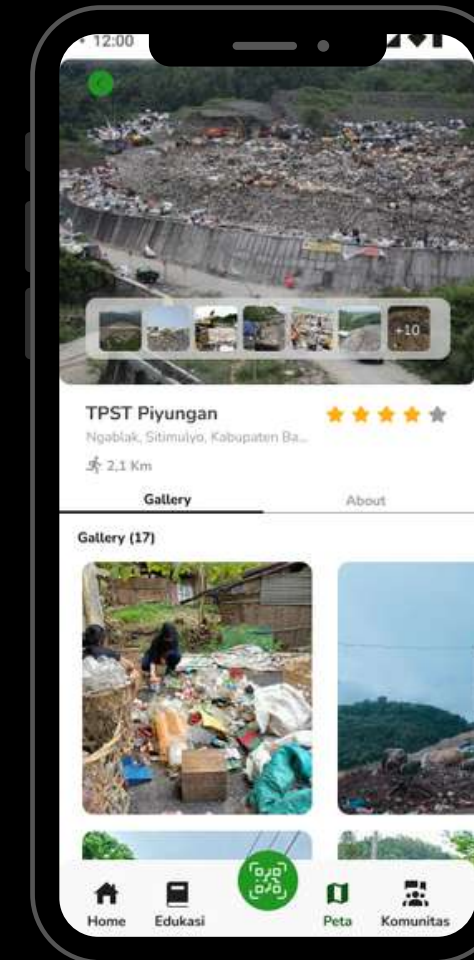 12:00
+10
TPST Piyungan
Ngablak, Sitimulyo, Kabupaten Ba...
2,1 Km
Gallery
About
Gallery (17)
Home
Edukasi
Peta
Komunitas